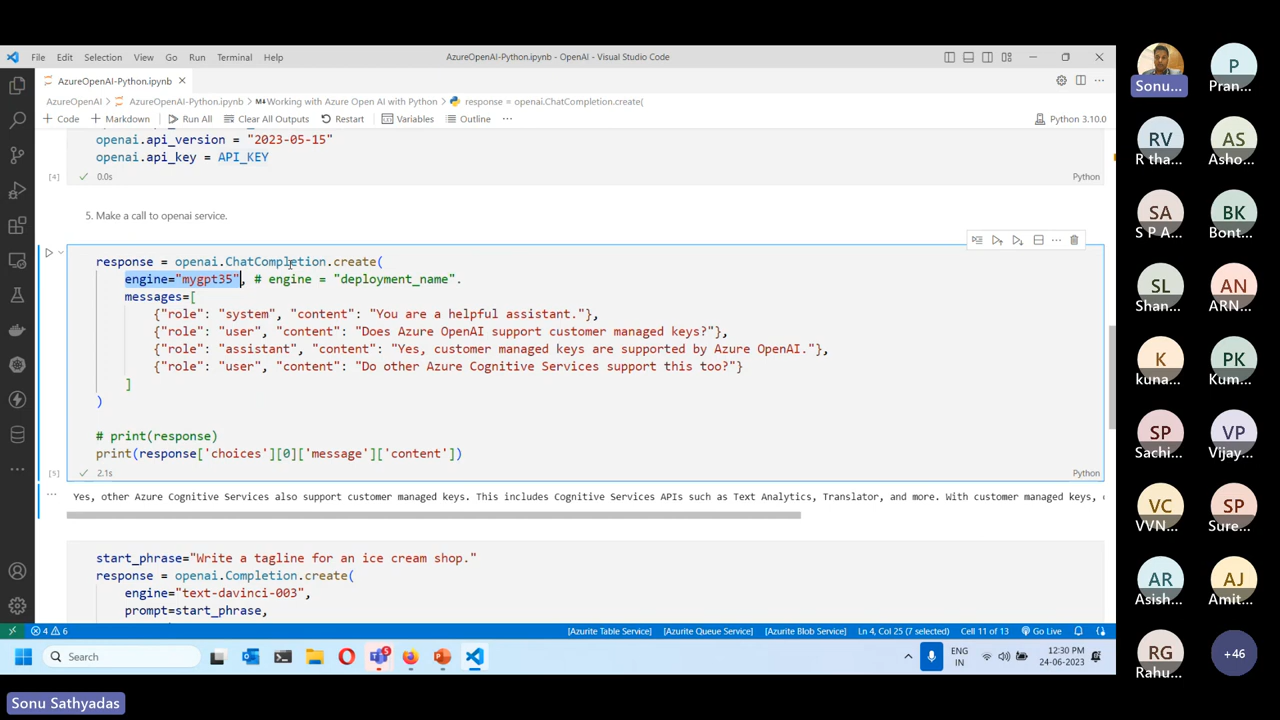 File Edit Selection View Go Run Terminal Help
AzureOpenAI-Python.ipynb - OpenAI - Visual Studio Code
AzureOpenAI-Python.ipynb
AzureOpenAI > AzureOpenAI-Python.ipynb > Working with Azure Open AI with Python > response = openai.ChatCompletion.create(
+ Code + Markdown Run All Clear All Outputs Restart Variables Outline ...
Python 3.10.0
openai.api_version = "2023-05-15"
openai.api_key = API_KEY
[4] 0.0s Python
5. Make a call to openai service.
response = openai.ChatCompletion.create(
engine="mygpt35", # engine = "deployment_name".
messages=[
{"role": "system", "content": "You are a helpful assistant."},
{"role": "user", "content": "Does Azure OpenAI support customer managed keys?"},
{"role": "assistant", "content": "Yes, customer managed keys are supported by Azure OpenAI."},
{"role": "user", "content": "Do other Azure Cognitive Services support this too?"}
]
)
# print(response)
print(response['choices'][0]['message']['content'])
[5] 2.1s Python
Yes, other Azure Cognitive Services also support customer managed keys. This includes Cognitive Services APIs such as Text Analytics, Translator, and more. With customer managed keys,
start_phrase="Write a tagline for an ice cream shop."
response = openai.Completion.create(
engine="text-davinci-003",
prompt=start_phrase,
4 6 [Azurite Table Service] [Azurite Queue Service] [Azurite Blob Service] Ln 4, Col 25 (7 selected) Cell 11 of 13 Go Live
Search
5
ENG
IN
12:30 PM
24-06-2023
Sonu Sathyadas
Sonu...
P
Pran...
RV
R tha...
AS
Asho...
SA
S P A...
BK
Bont...
SL
Shan...
AN
ARN...
K
kuna...
PK
Kum...
SP
Sachi...
VP
Vijay...
VC
VVN...
SP
Sure...
AR
Asish...
AJ
Amit...
RG
Rahu...
+46